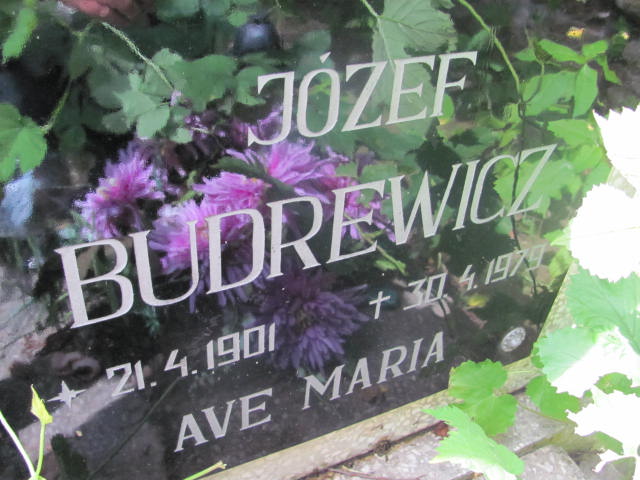 JÓZEF
BUDREWICZ
21.4.1901 + 30.4.1979
AVE MARIA